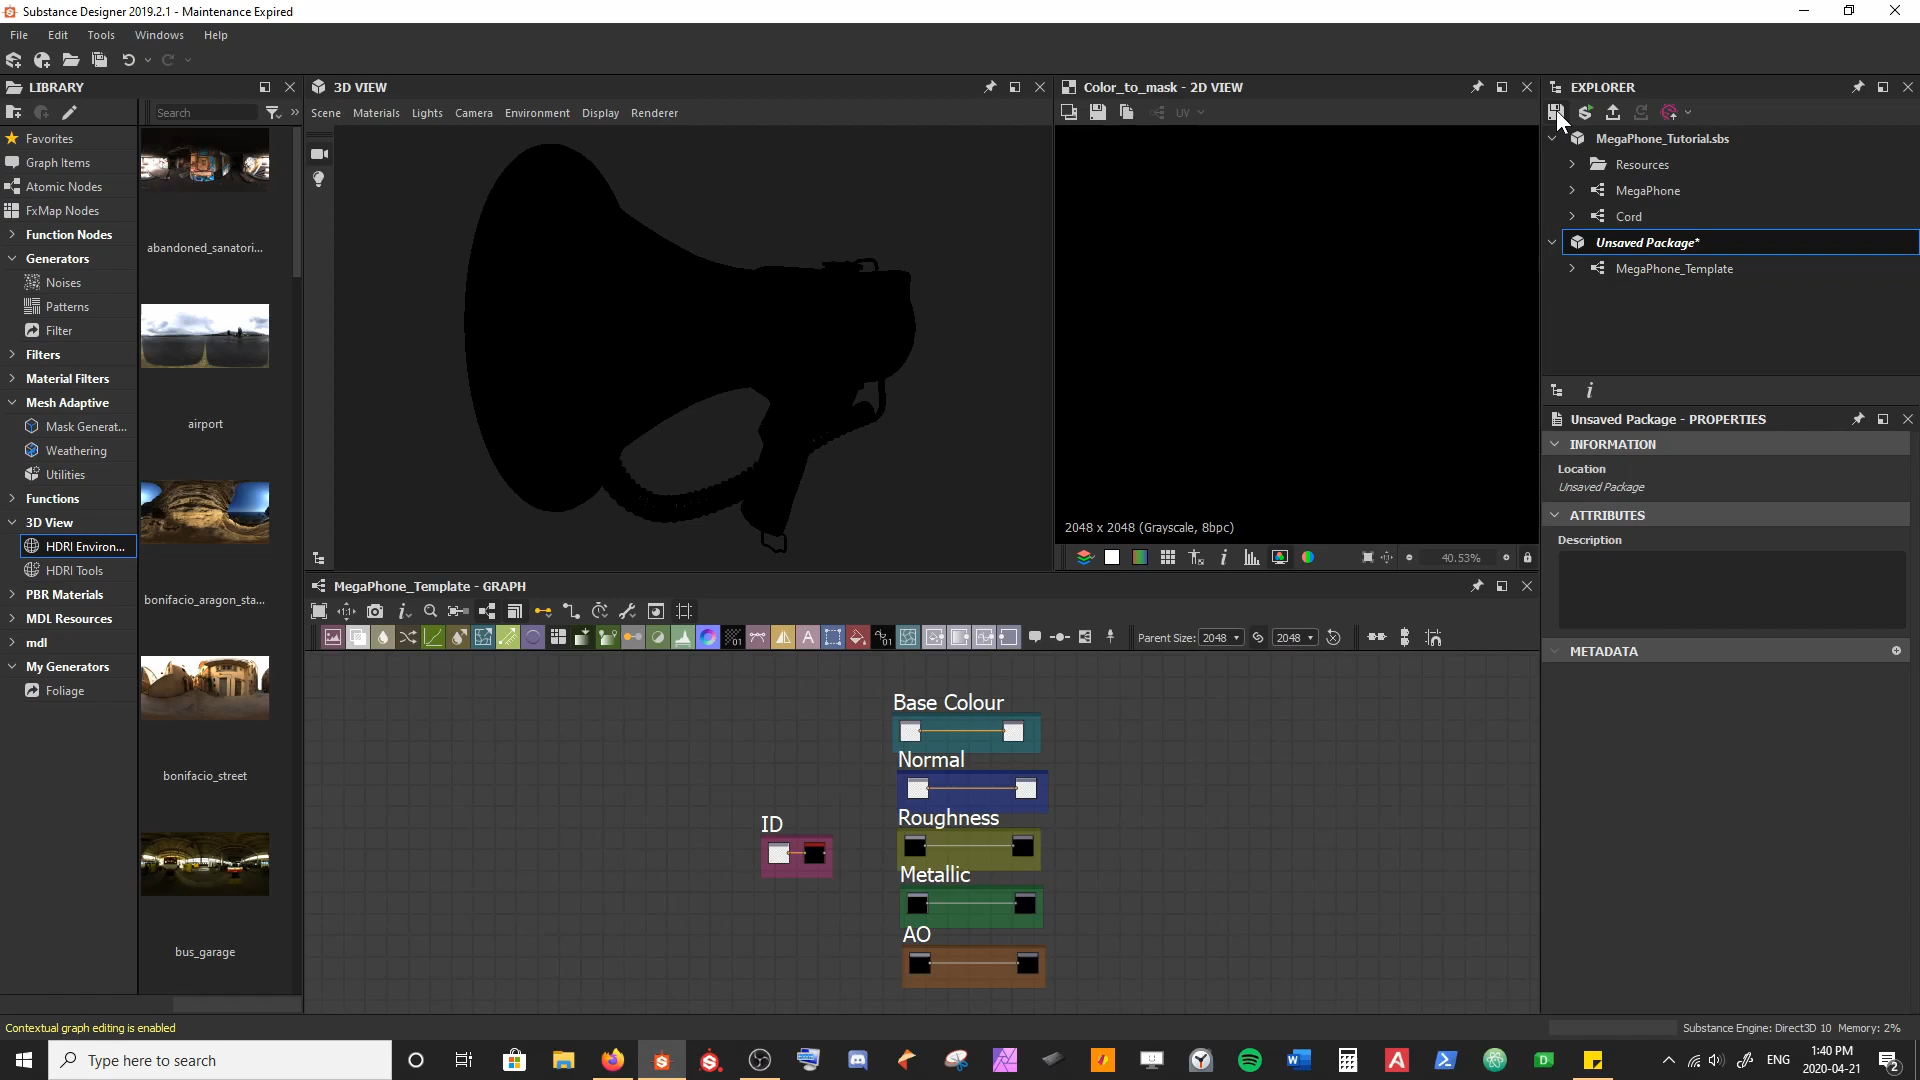 Substance Designer 2019.2.1 - Maintenance Expired
File Edit Tools Windows Help
LIBRARY
Search
Favorites
Graph Items
Atomic Nodes
FxMap Nodes
Function Nodes
Generators
Noises
Patterns
Filter
Filters
Material Filters
Mesh Adaptive
Mask Generat...
Weathering
Utilities
Functions
3D View
HDRI Environ...
HDRI Tools
PBR Materials
MDL Resources
mdl
My Generators
Foliage
abandoned_sanatori...
airport
bonifacio_aragon_sta...
bonifacio_street
bus_garage
3D VIEW
Scene Materials Lights Camera Environment Display Renderer
Color_to_mask - 2D VIEW
UV
2048 x 2048 (Grayscale, 8bpc)
40.53%
MegaPhone_Template - GRAPH
Parent Size: 2048 2048
Base Colour
Normal
Roughness
Metallic
AO
ID
EXPLORER
MegaPhone_Tutorial.sbs
Resources
MegaPhone
Cord
Unsaved Package*
MegaPhone_Template
Unsaved Package - PROPERTIES
INFORMATION
Location
Unsaved Package
ATTRIBUTES
Description
METADATA
Contextual graph editing is enabled
Substance Engine: Direct3D 10 Memory: 2%
Type here to search
ENG
1:40 PM
2020-04-21
2